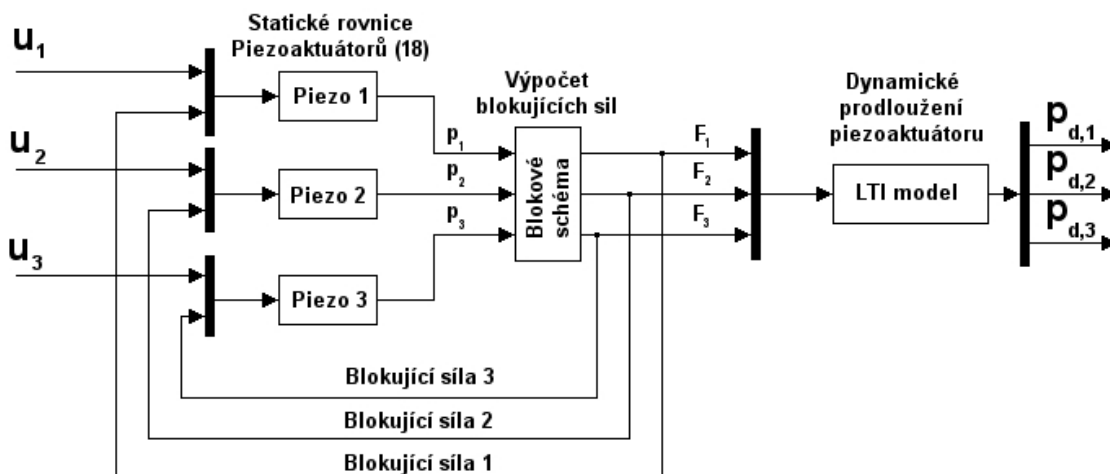 Statické rovnice
Piezoaktuátorů (18)
u1
Piezo 1
u2
Piezo 2
u3
Piezo 3
Výpočet
blokujících sil
p1
p2
p3
Blokové
schéma
F1
F2
F3
Dynamické
prodloužení
piezoaktuátoru
LTI model
pd,1
pd,2
pd,3
Blokující síla 3
Blokující síla 2
Blokující síla 1